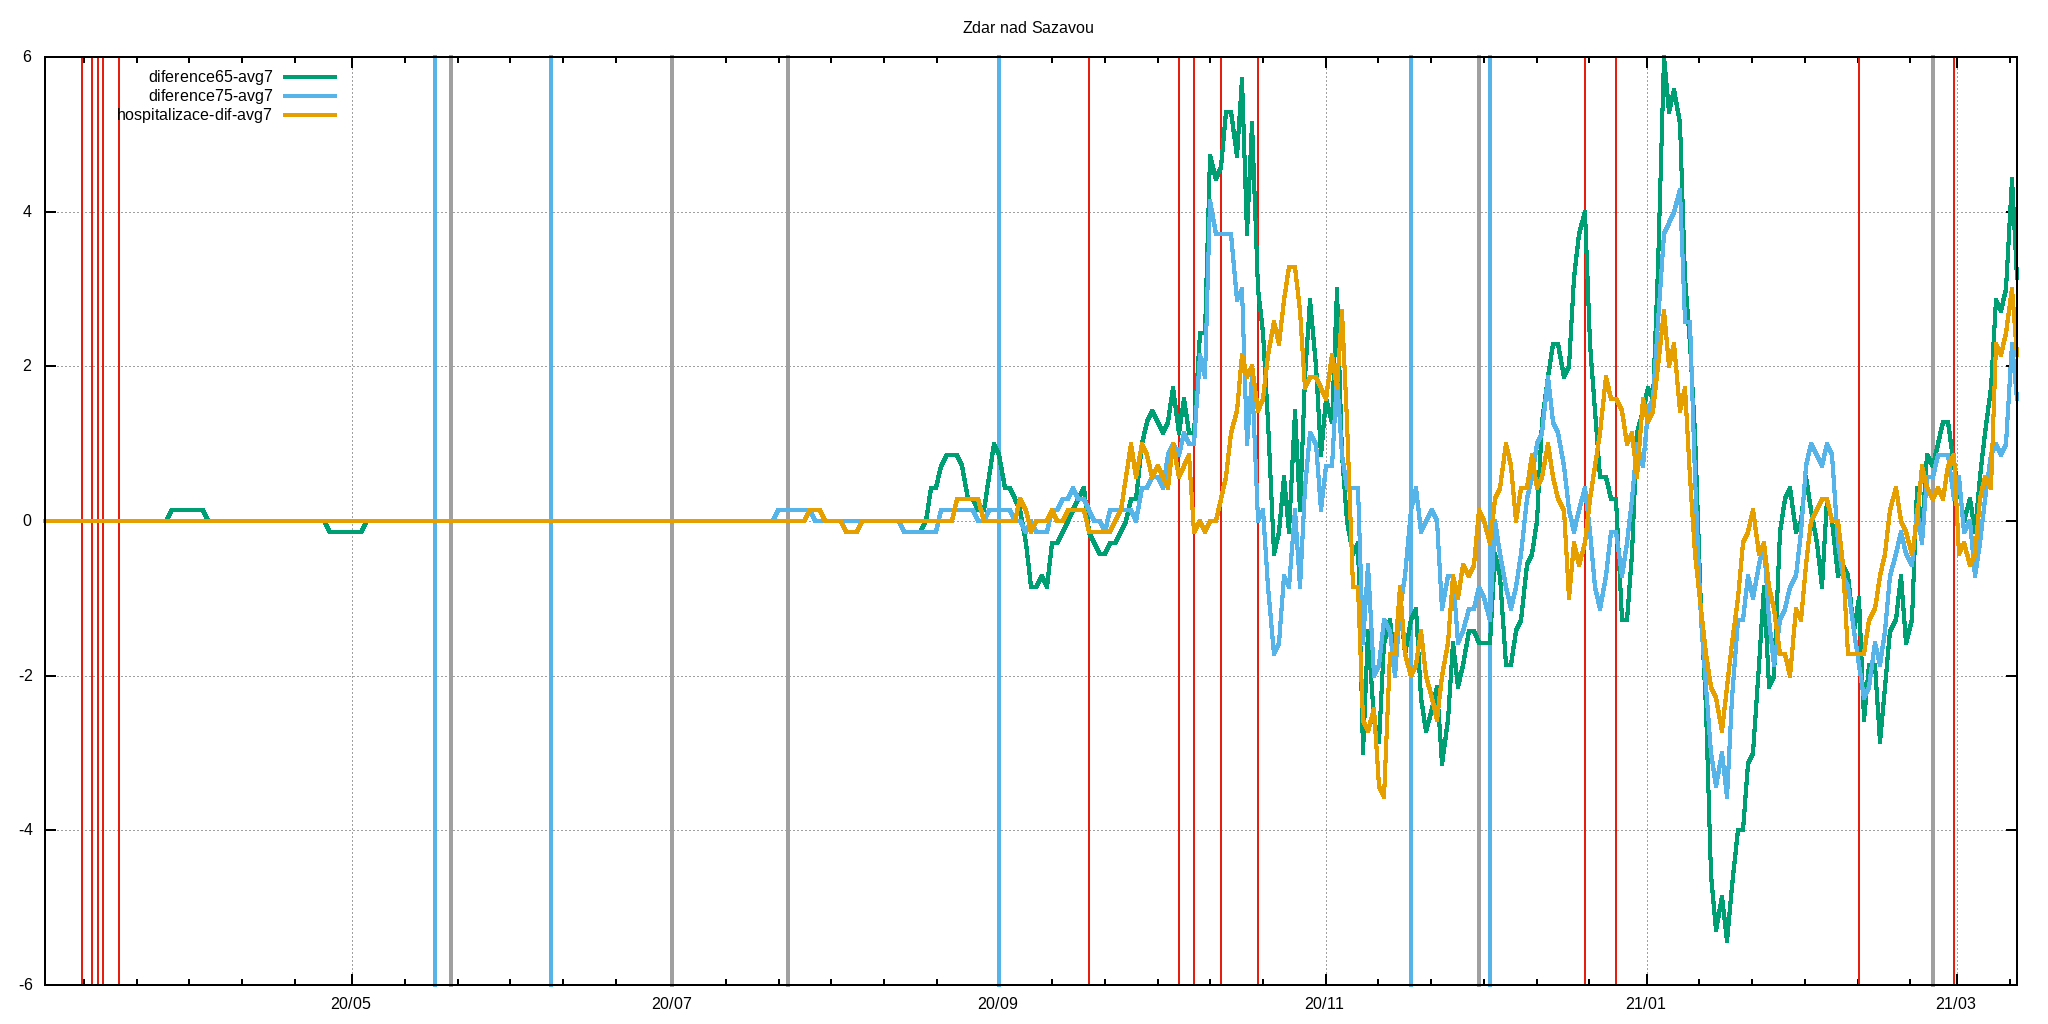 Zdar nad Sazavou
6
diference65-avg7
diference75-avg7
hospitalizace-dif-avg7
4
2
0
-2
-4
-6
20/05 20/07 20/09 20/11 21/01 21/03